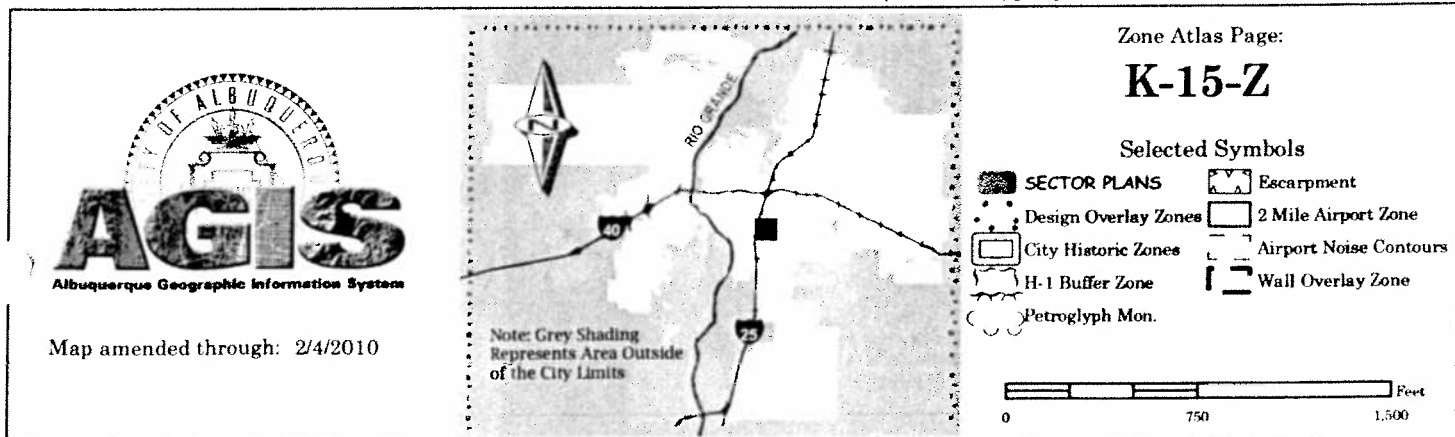 CITY OF ALBUQUERQUE
AGIS
Albuquerque Geographic Information System
Map amended through: 2/4/2010
RIO GRANDE
40
25
Note: Grey Shading
Represents Area Outside
of the City Limits
Zone Atlas Page:
K-15-Z
Selected Symbols
SECTOR PLANS
Escarpment
Design Overlay Zones
2 Mile Airport Zone
City Historic Zones
Airport Noise Contours
H-1 Buffer Zone
Wall Overlay Zone
Petroglyph Mon.
Feet
0 750 1,500